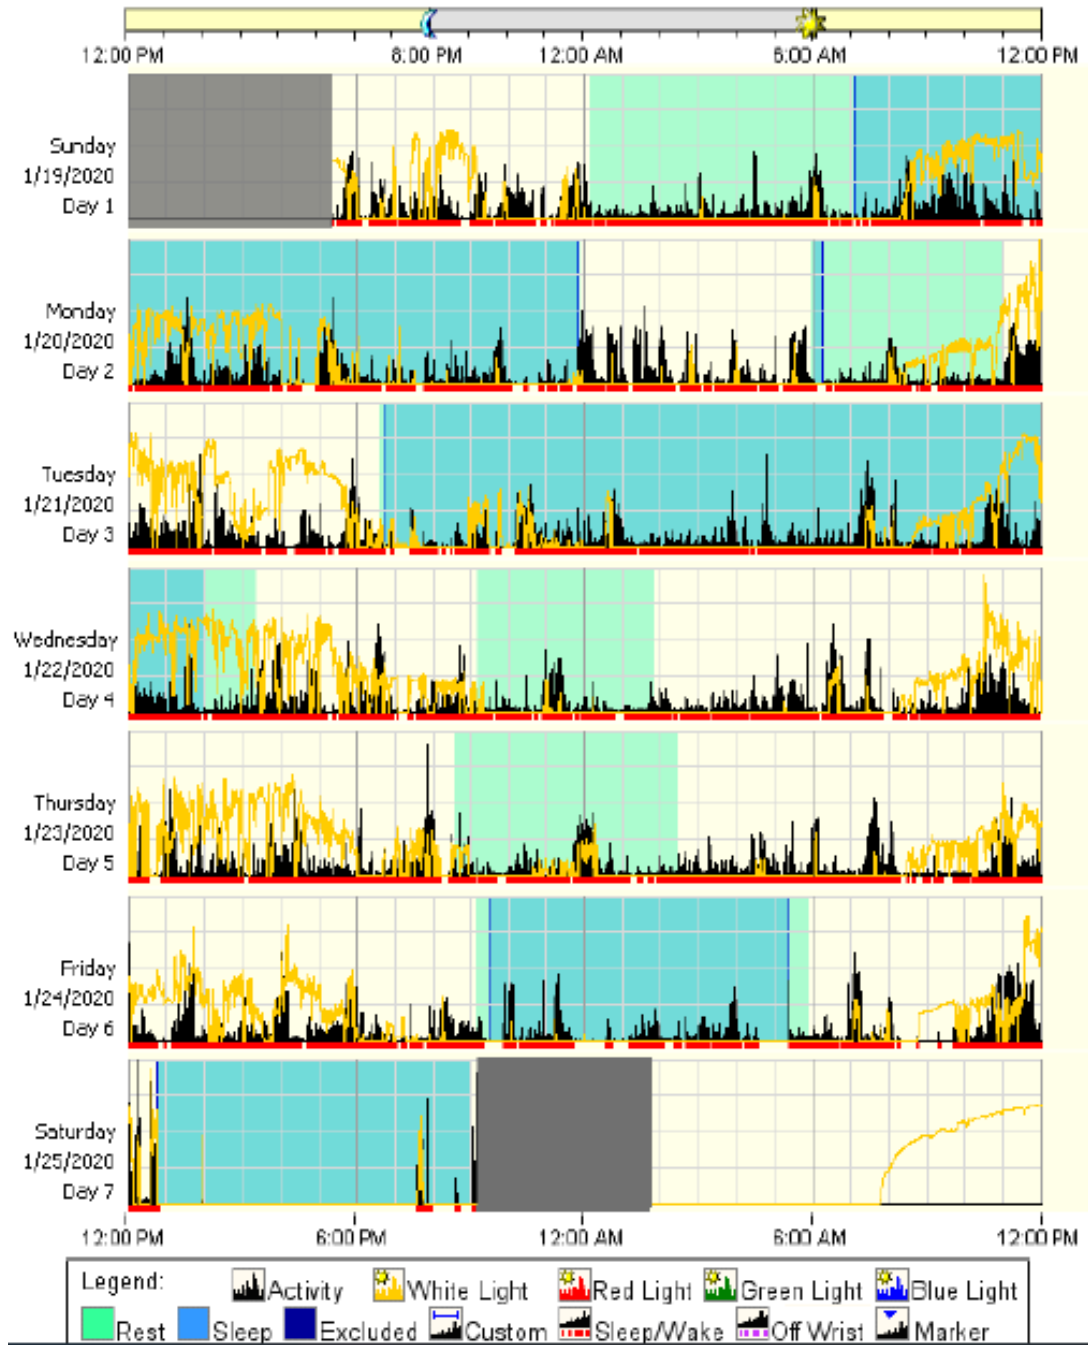 12:00 PM 6:00 PM 12:00 AM 6:00 AM 12:00 PM
Sunday
1/19/2020
Day 1
Monday
1/20/2020
Day 2
Tuesday
1/21/2020
Day 3
Wednesday
1/22/2020
Day 4
Thursday
1/23/2020
Day 5
Friday
1/24/2020
Day 6
Saturday
1/25/2020
Day 7
12:00 PM 6:00 PM 12:00 AM 6:00 AM 12:00 PM
Legend: Activity White Light Red Light Green Light Blue Light
Rest Sleep Excluded Custom Sleep/Wake Off Wrist Marker